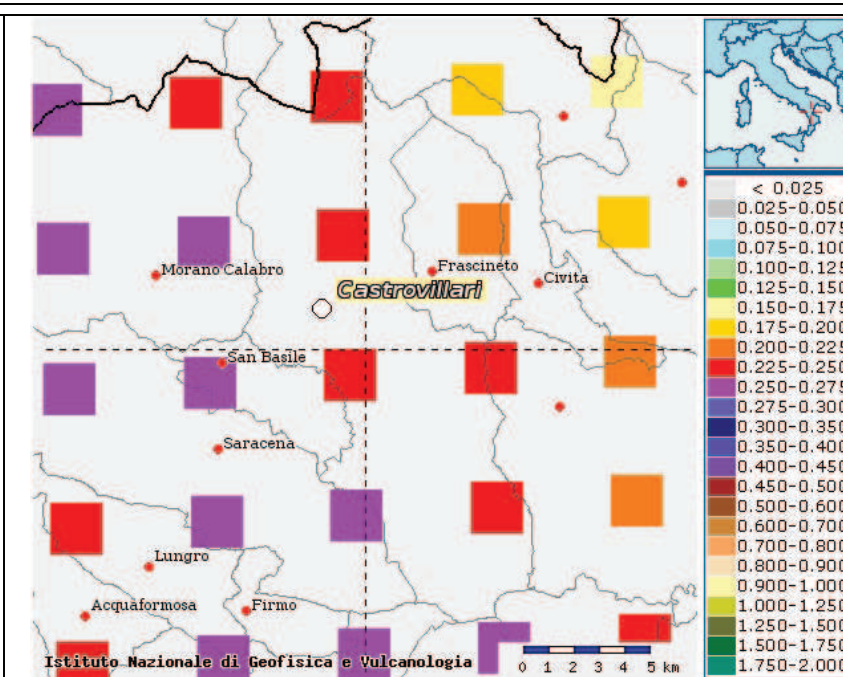 Morano Calabro
Frascineto
Civita
Castrovillari
San Basile
Saracena
Lungro
Acquaformosa
Firmo
Istituto Nazionale di Geofisica e Vulcanologia
0 1 2 3 4 5 km
< 0.025
0.025-0.050
0.050-0.075
0.075-0.100
0.100-0.125
0.125-0.150
0.150-0.175
0.175-0.200
0.200-0.225
0.225-0.250
0.250-0.275
0.275-0.300
0.300-0.350
0.350-0.400
0.400-0.450
0.450-0.500
0.500-0.600
0.600-0.700
0.700-0.800
0.800-0.900
0.900-1.000
1.000-1.250
1.250-1.500
1.500-1.750
1.750-2.000